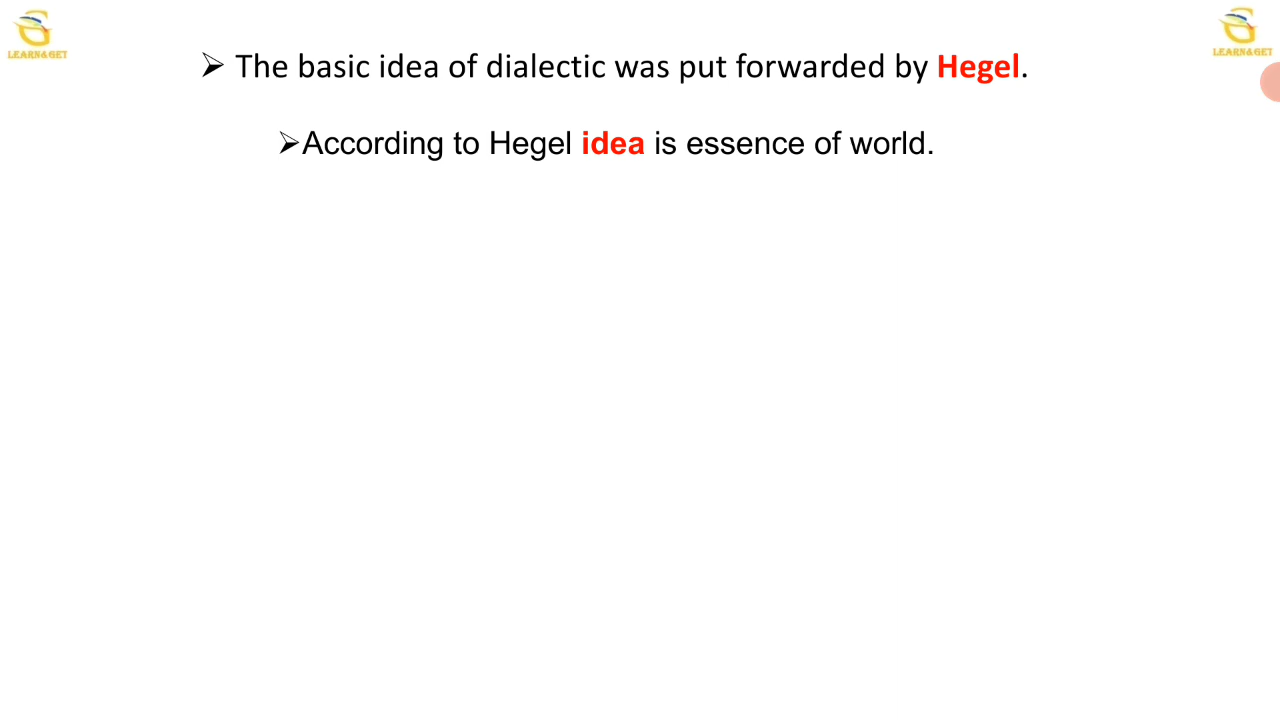 LEARN&GET
LEARN&GET
➢ The basic idea of dialectic was put forwarded by Hegel.
➢According to Hegel idea is essence of world.